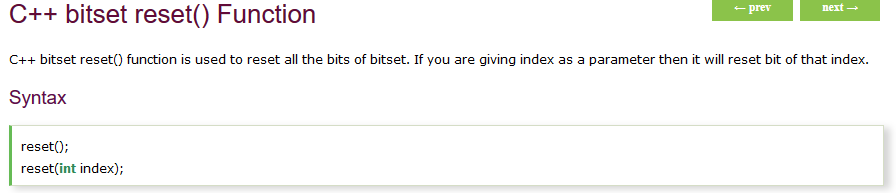 C++ bitset reset() Function
← prev
next →
C++ bitset reset() function is used to reset all the bits of bitset. If you are giving index as a parameter then it will reset bit of that index.
Syntax
reset();
reset(int index);